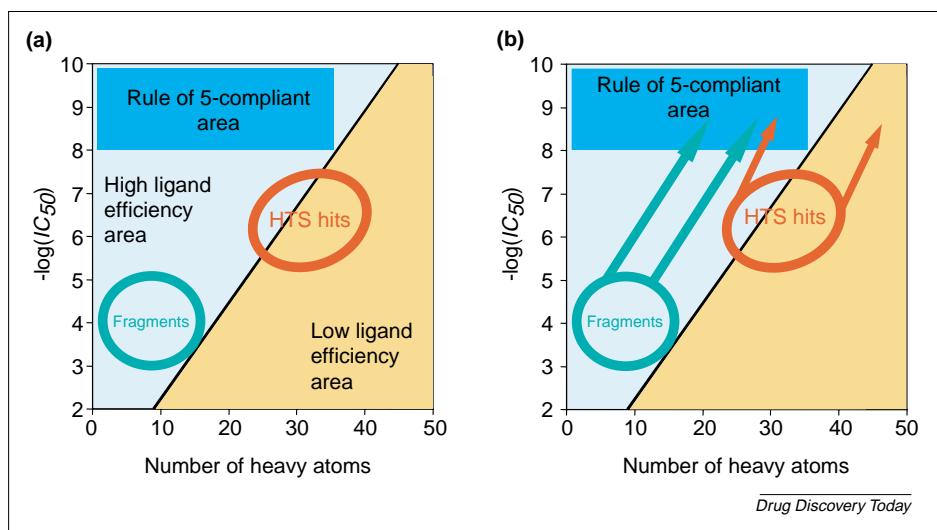 (a)
10
9
8
7
6
5
4
3
2
-log(IC50)
Rule of 5-compliant
area
High ligand
efficiency
area
HTS hits
Fragments
Low ligand
efficiency
area
0
10
20
30
40
50
Number of heavy atoms
(b)
10
9
8
7
6
5
4
3
2
-log(IC50)
Rule of 5-compliant
area
HTS hits
Fragments
0
10
20
30
40
50
Number of heavy atoms
Drug Discovery Today